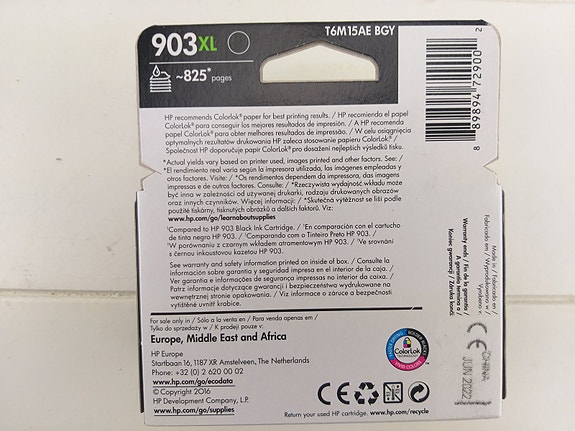 903XL
T6M15AE BGY
~825* pages
HP recommends ColorLok® paper for best printing results. / HP recomienda el papel
ColorLok® para conseguir los mejores resultados de impresión. / A HP recomenda
papel ColorLok® para obter melhores resultados de impressão. / W celu osiągnięcia
optymalnych rezultatów drukowania HP zaleca stosowanie papieru ColorLok®. /
Společnost HP doporučuje papír ColorLok® pro dosažení nejlepších výsledků tisku.
*Actual yields vary based on printer used, images printed and other factors. See: /
*El rendimiento real varía según la impresora utilizada, las imágenes empleadas y
otros factores. Visite: / *Os rendimentos dependem da impressora, das imagens
impressas e de outros factores. Consulte: / *Rzeczywista wydajność wkładu może
być inna w zależności od używanej drukarki, rodzaju drukowanych obrazów
oraz innych czynników. Więcej informacji: / *Skutečná výtěžnost se liší podle
použité tiskárny, tisknutých obrázků a dalších faktorů. Viz:
www.hp.com/go/learnaboutsupplies
¹Compared to HP 903 Black Ink Cartridge. / ¹En comparación con el cartucho
de tinta negro HP 903. / ¹Comparando com o Tinteiro Preto HP 903. /
¹W porównaniu z czarnym wkładem atramentowym HP 903. / ¹Ve srovnání
s černou inkoustovou kazetou HP 903.
See warranty and safety information printed on inside of box. / Consulte la
información sobre garantía y seguridad impresa en el interior de la caja. /
Ver garantia e informações de segurança impressas no interior da caixa. /
Patrz informacje dotyczące gwarancji i bezpieczeństwa wydrukowane na
wewnętrznej stronie opakowania. / Viz informace o záruce a bezpečnosti
vytištěné uvnitř krabice.
For sale only in / Sólo a la venta en / Para venda apenas em /
Tylko do sprzedaży w / K prodeji pouze v:
Europe, Middle East and Africa
HP Europe
Startbaan 16, 1187 XR Amstelveen, The Netherlands
Phone: +32 (0) 2 620 00 02
www.hp.com/go/ecodata
© Copyright 2016
HP Development Company, L.P.
www.hp.com/go/supplies
ColorLok
TECHNOLOGY
CE
Return your used HP cartridge. www.hp.com/recycle
8 89894 72900 2
Made in / Fabricado en /
Fabricado em / Wyprodukowano w /
Vyrobeno v:
Warranty ends / Fin de la garantía /
A garantia termina a /
Koniec gwarancji / Záruka končí:
CE
CHINA
JUN 2022